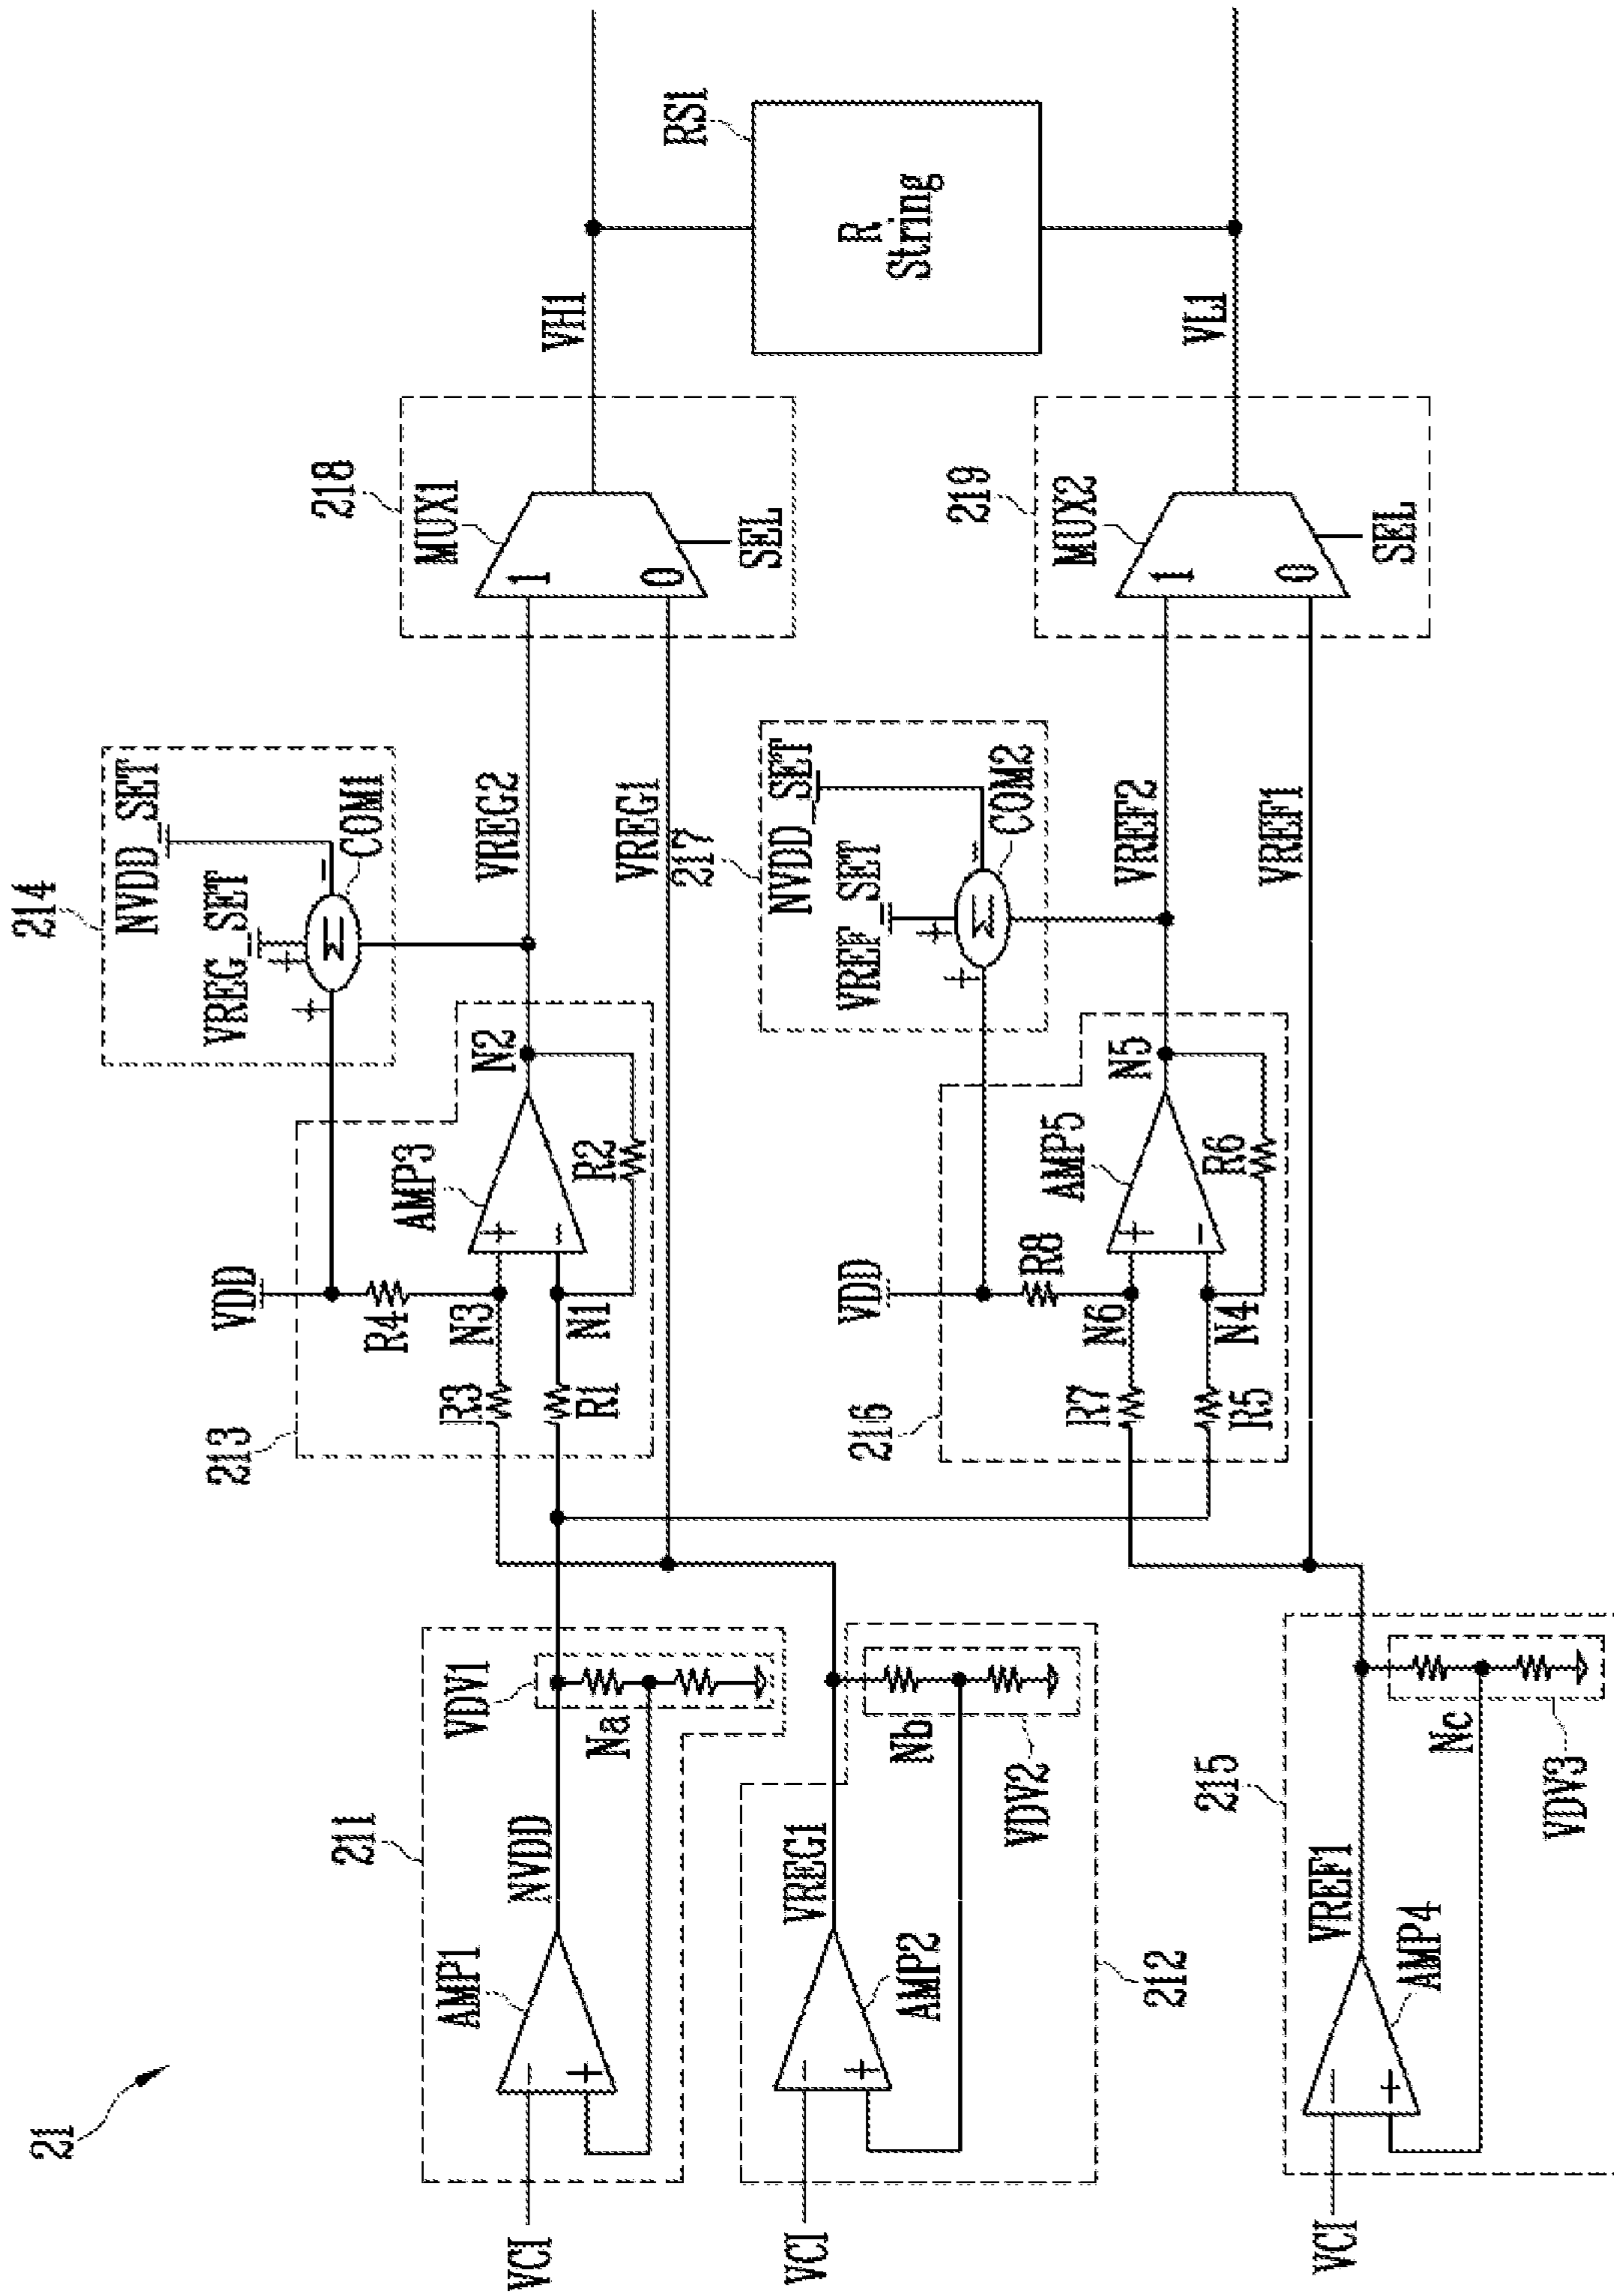 21
211
VCI
AMP1
NVDD
VDV1
Na
−
+
VCI
AMP2
VREG1
Nb
VDV2
212
−
+
215
VCI
AMP4
VREF1
Nc
VDV3
−
+
213
VDD
R4
R3
N3
R1
N1
AMP3
+
−
R2
N2
214
NVDD_SET
VREG_SET
COM1
Σ
+
+
−
VREG2
VREG1
216
VDD
R8
R7
N6
R5
N4
AMP5
+
−
R6
N5
217
NVDD_SET
VREF_SET
COM2
Σ
+
+
−
VREF2
VREF1
218
MUX1
1
0
SEL
219
MUX2
1
0
SEL
VH1
VL1
RS1
R
String